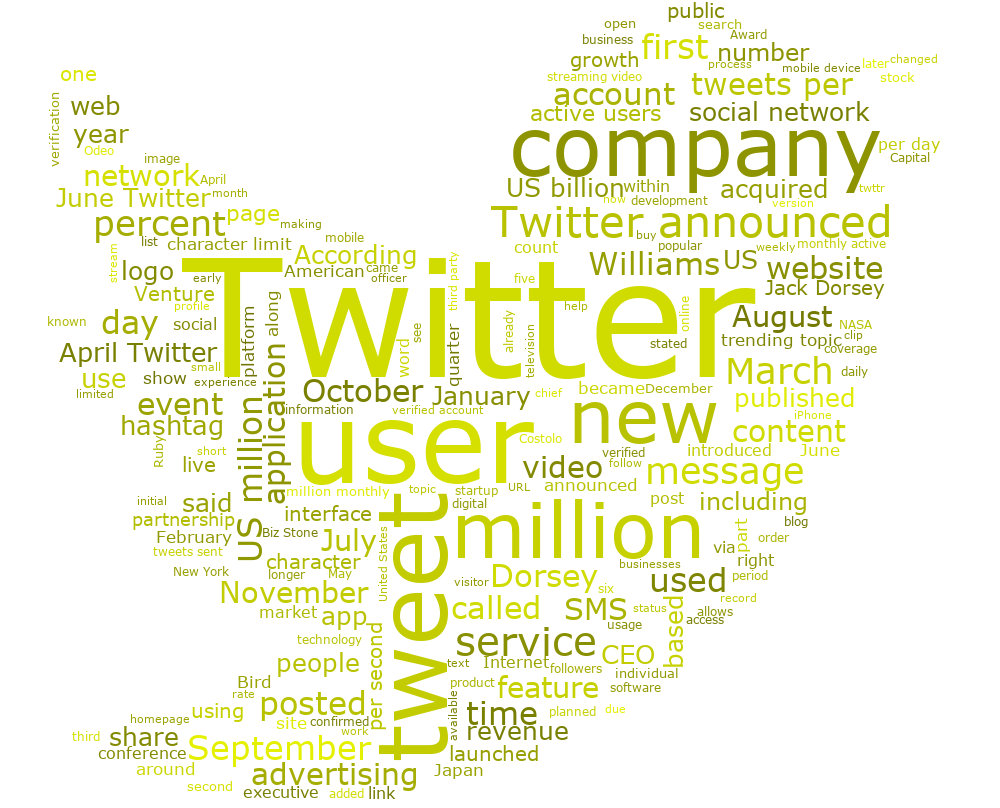 public
open
search
business
first
Award
number
growth
process
mobile device
later
changed
one
streaming video
tweets per
stock
web
account
active users
social network
verification
year
company
per day
Odeo
image
Capital
network
April
US billion
within
acquired
twttr
June Twitter
month
now
development
version
percent
page
making
Twitter announced
list
character limit
mobile
buy
popular
weekly
monthly active
According
count
logo
American
came
Williams
US
website
stream
early
officer
third party
five
Venture
profile
Twitter
help
online
Jack Dorsey
known
day
social
platform
along
see
already
television
August
NASA
stated
trending topic
clip
coverage
April Twitter
word
quarter
small
March
daily
use
show
experience
October
January
chief
became
December
limited
event
application
information
verified account
user
new
published
iPhone
hashtag
US million
Costolo
content
Ruby
short
verified
introduced
June
live
video
follow
message
million monthly
topic
startup
URL
announced
initial
said
digital
post
including
partnership
interface
tweet
million
blog
February
Biz Stone
July
part
order
tweets sent
via
right
character
United States
New York
longer
May
visitor
Dorsey
businesses
used
period
November
six
record
market
app
called
SMS
status
based
allows
access
technology
usage
service
people
per second
text
Internet
followers
CEO
individual
Bird
rate
product
feature
software
using
posted
available
homepage
site
confirmed
time
planned
due
third
share
work
revenue
September
conference
launched
around
advertising
Japan
second
executive
added
link